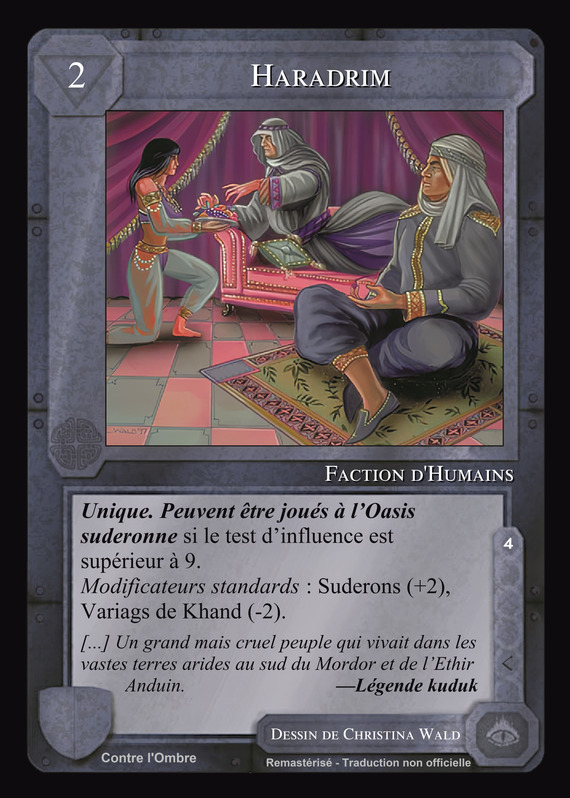 2
HARADRIM
WALD '97
FACTION D'HUMAINS
Unique. Peuvent être joués à l'Oasis
suderonne si le test d'influence est
supérieur à 9.
Modificateurs standards : Suderons (+2),
Variags de Khand (-2).
4
[...] Un grand mais cruel peuple qui vivait dans les
vastes terres arides au sud du Mordor et de l'Ethir
Anduin.
—Légende kuduk
DESSIN DE CHRISTINA WALD
Contre l'Ombre
Remastérisé - Traduction non officielle